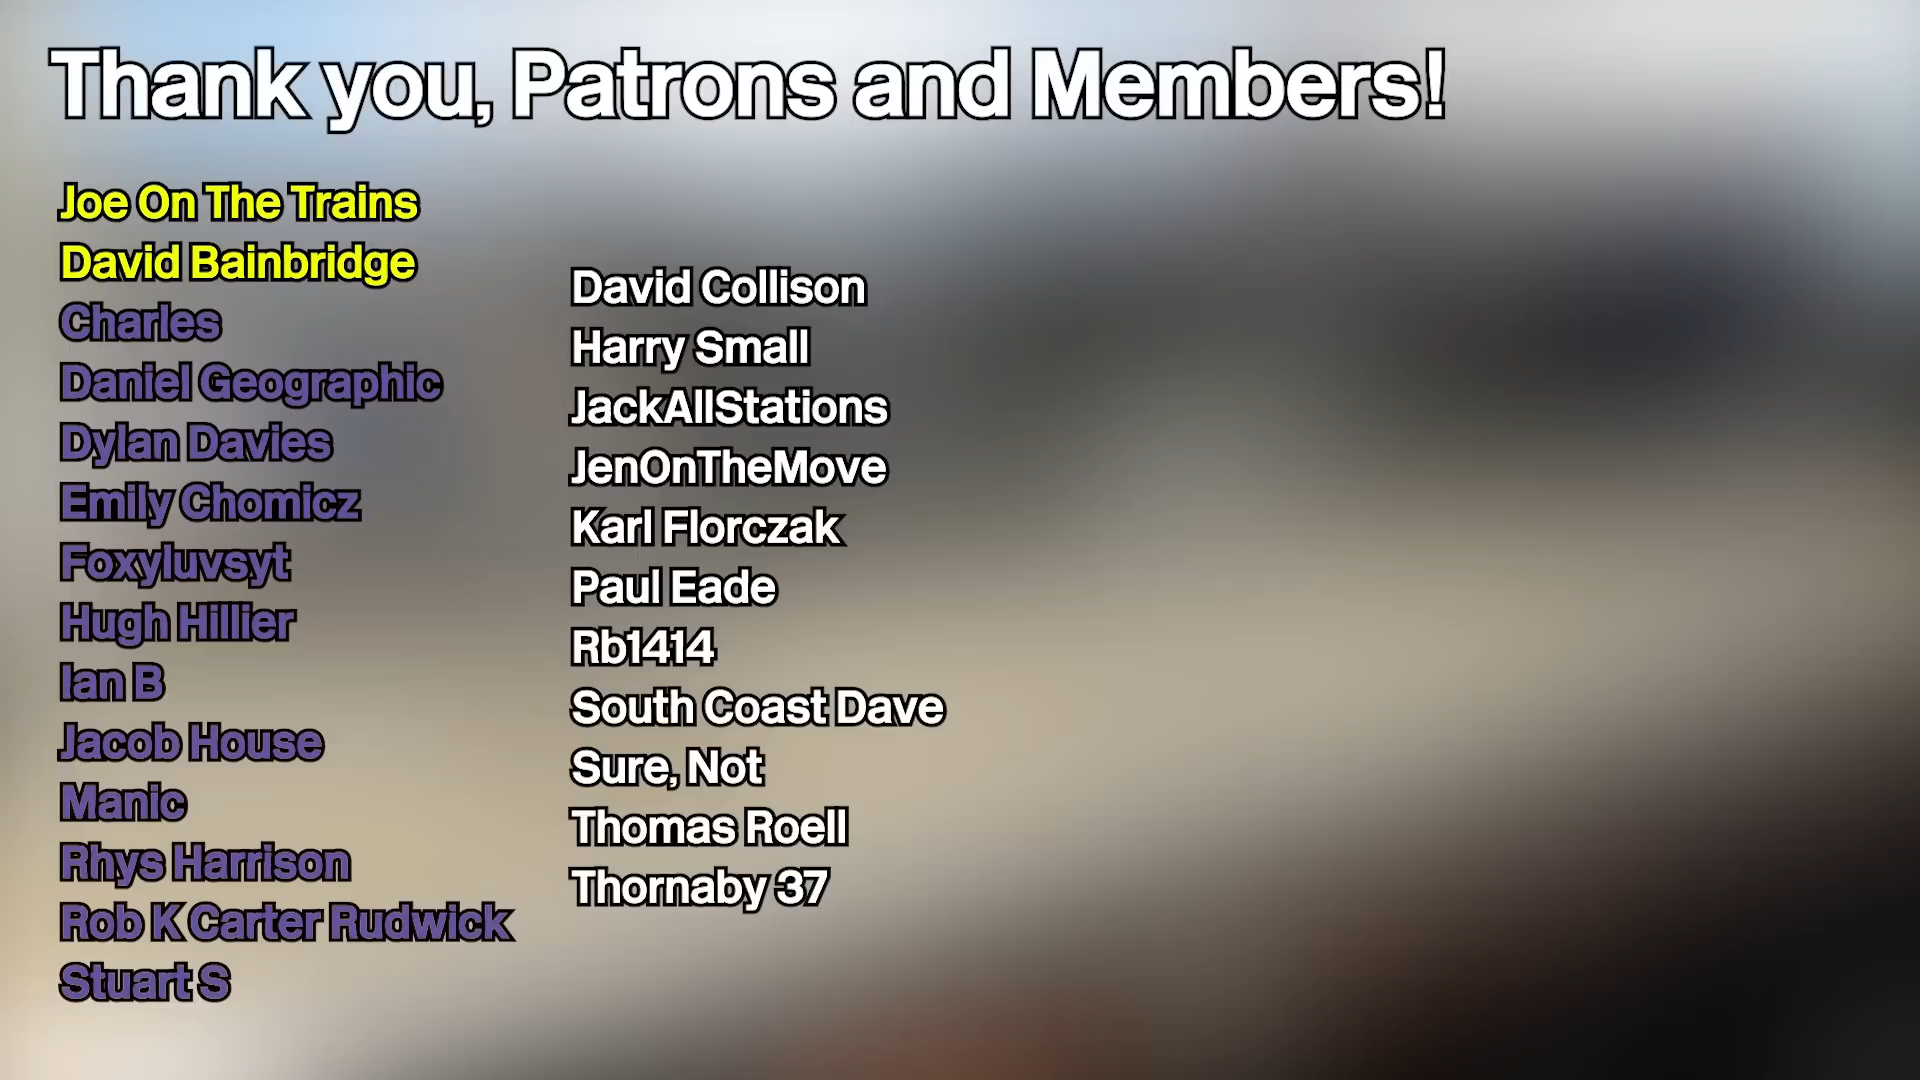 Thank you, Patrons and Members!
Joe On The Trains
David Bainbridge
Charles
Daniel Geographic
Dylan Davies
Emily Chomicz
Foxyluvsyt
Hugh Hillier
Ian B
Jacob House
Manic
Rhys Harrison
Rob K Carter Rudwick
Stuart S
David Collison
Harry Small
JackAllStations
JenOnTheMove
Karl Florczak
Paul Eade
Rb1414
South Coast Dave
Sure, Not
Thomas Roell
Thornaby 37